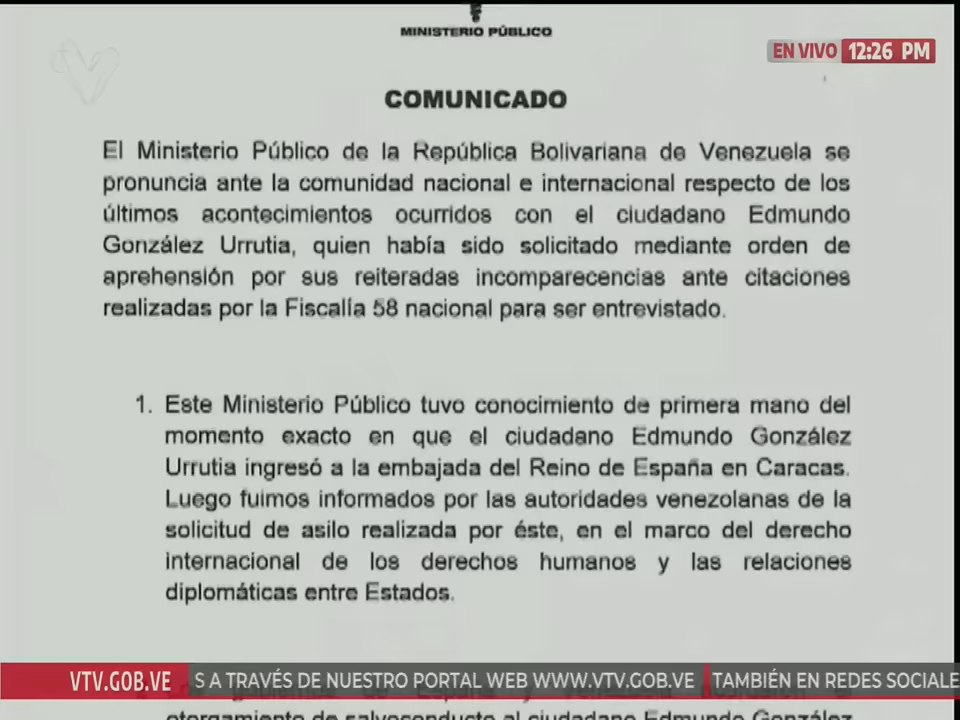 MINISTERIO PÚBLICO
EN VIVO 12:26 PM
COMUNICADO
El Ministerio Público de la República Bolivariana de Venezuela se
pronuncia ante la comunidad nacional e internacional respecto de los
últimos acontecimientos ocurridos con el ciudadano Edmundo
González Urrutia, quien había sido solicitado mediante orden de
aprehensión por sus reiteradas incomparecencias ante citaciones
realizadas por la Fiscalía 58 nacional para ser entrevistado.
1. Este Ministerio Público tuvo conocimiento de primera mano del
momento exacto en que el ciudadano Edmundo González
Urrutia ingresó a la embajada del Reino de España en Caracas.
Luego fuimos informados por las autoridades venezolanas de la
solicitud de asilo realizada por éste, en el marco del derecho
internacional de los derechos humanos y las relaciones
diplomáticas entre Estados.
VTV.GOB.VE S A TRAVÉS DE NUESTRO PORTAL WEB WWW.VTV.GOB.VE TAMBIÉN EN REDES SOCIALE
otorgamiento de salvoconducto al ciudadano Edmundo González